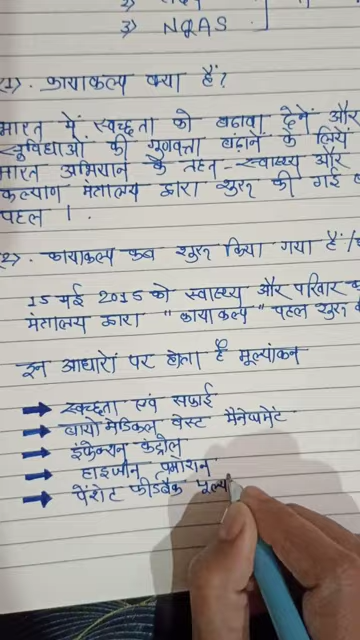 3) NQAS
(1). कायाकल्प क्या हैं?
भारत में स्वच्छता को बढावा देनें और
सुविधाओं की गुणवत्ता बढ़ाने के लिये
भारत अभियान के तहत स्वास्थ्य और
कल्याण मंत्रालय द्वारा शुरू की गई
पहल ।
(2). कायाकल्प कब शुरू किया गया हैं
15 मई 2015 को स्वास्थ्य और परिवार
मंत्रालय द्वारा "कायाकल्प" पहल शुरू
इन आधारों पर होता है मूल्यांकन
➡ स्वच्छता एवं सफाई
➡ बायो मेडिकल वेस्ट मैनेजमेंट
➡ इंफेक्शन कंट्रोल
➡ हाइजीन प्रमोशन
➡ पेंशेंट फीडबैक मूल्य